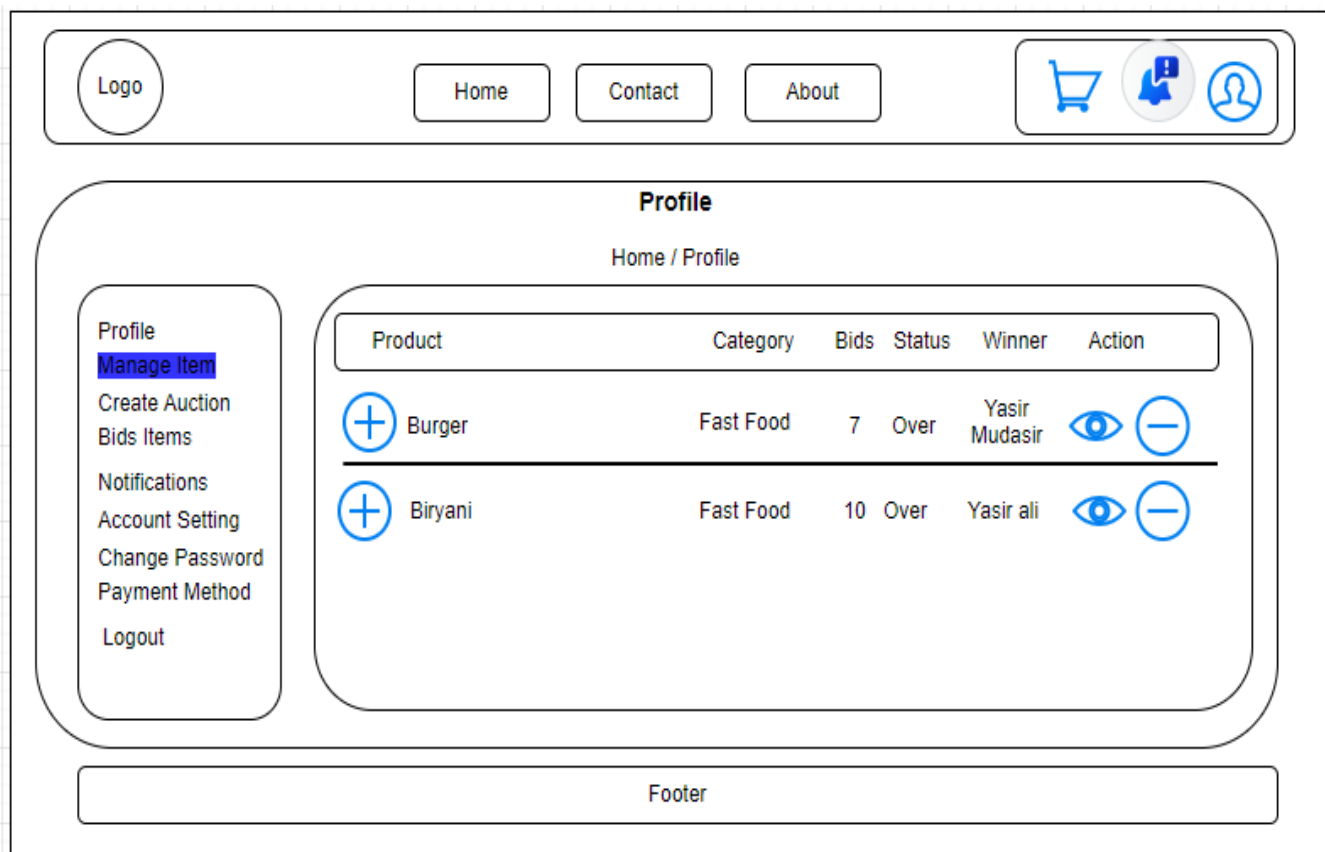 Logo
Home
Contact
About
Profile
Home / Profile
Profile
Manage Item
Create Auction
Bids Items
Notifications
Account Setting
Change Password
Payment Method
Logout
Product Category Bids Status Winner Action
Burger Fast Food 7 Over Yasir
Mudasir
Biryani Fast Food 10 Over Yasir ali
Footer